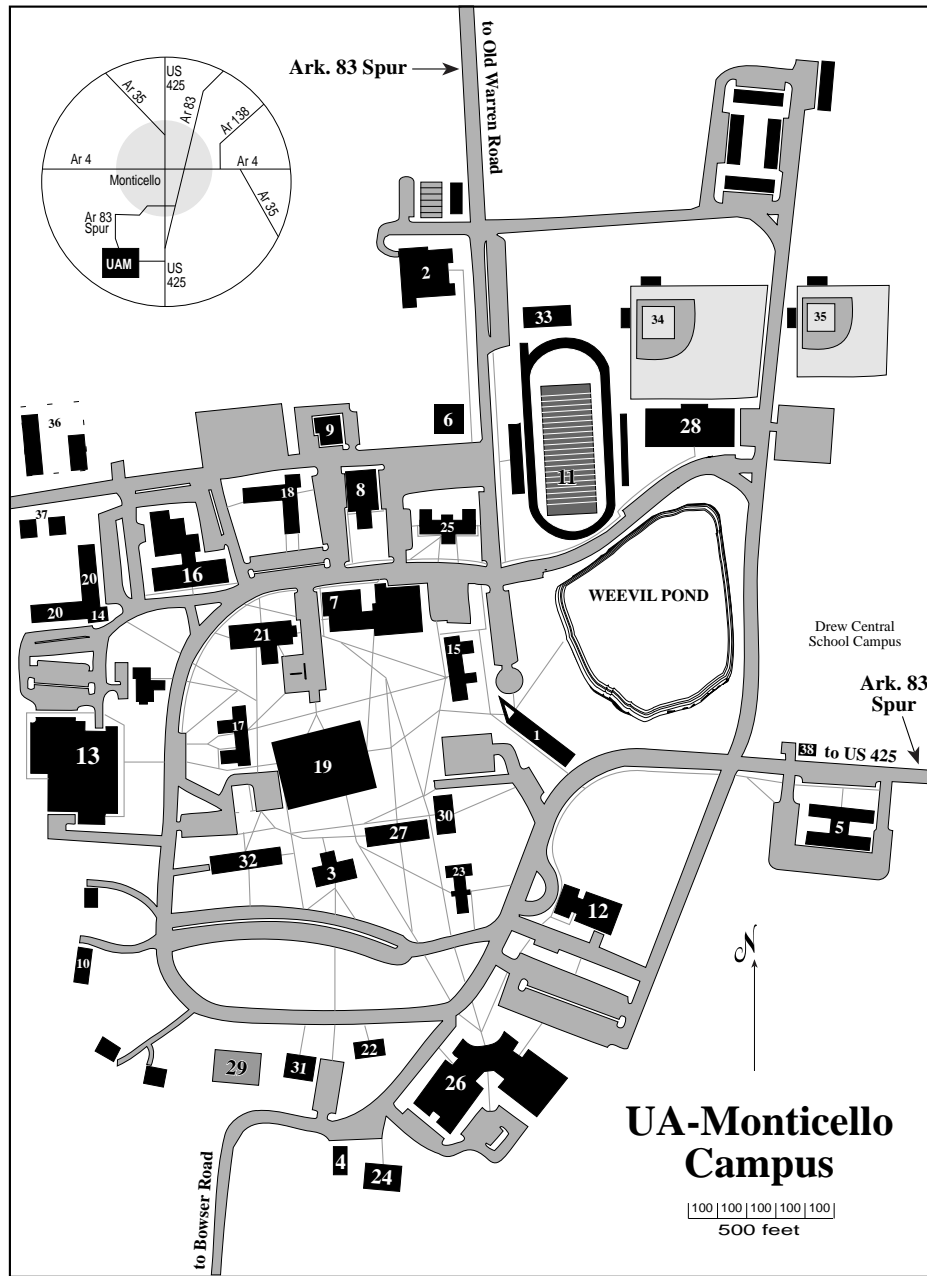 to Old Warren Road
Ark. 83 Spur
US
425
Ar 35
Ar 83
Ar 138
Ar 4
Ar 4
Monticello
Ar 35
Ar 83
Spur
UAM
US
425
2
33
34
35
36
9
6
28
11
18
8
37
25
20
16
20
14
7
WEEVIL POND
21
15
Drew Central
School Campus
Ark. 83
Spur
17
1
13
19
38
to US 425
30
27
5
32
3
23
12
10
N
22
29
31
26
4
24
to Bowser Road
UA-Monticello
Campus
100 100 100 100 100
500 feet